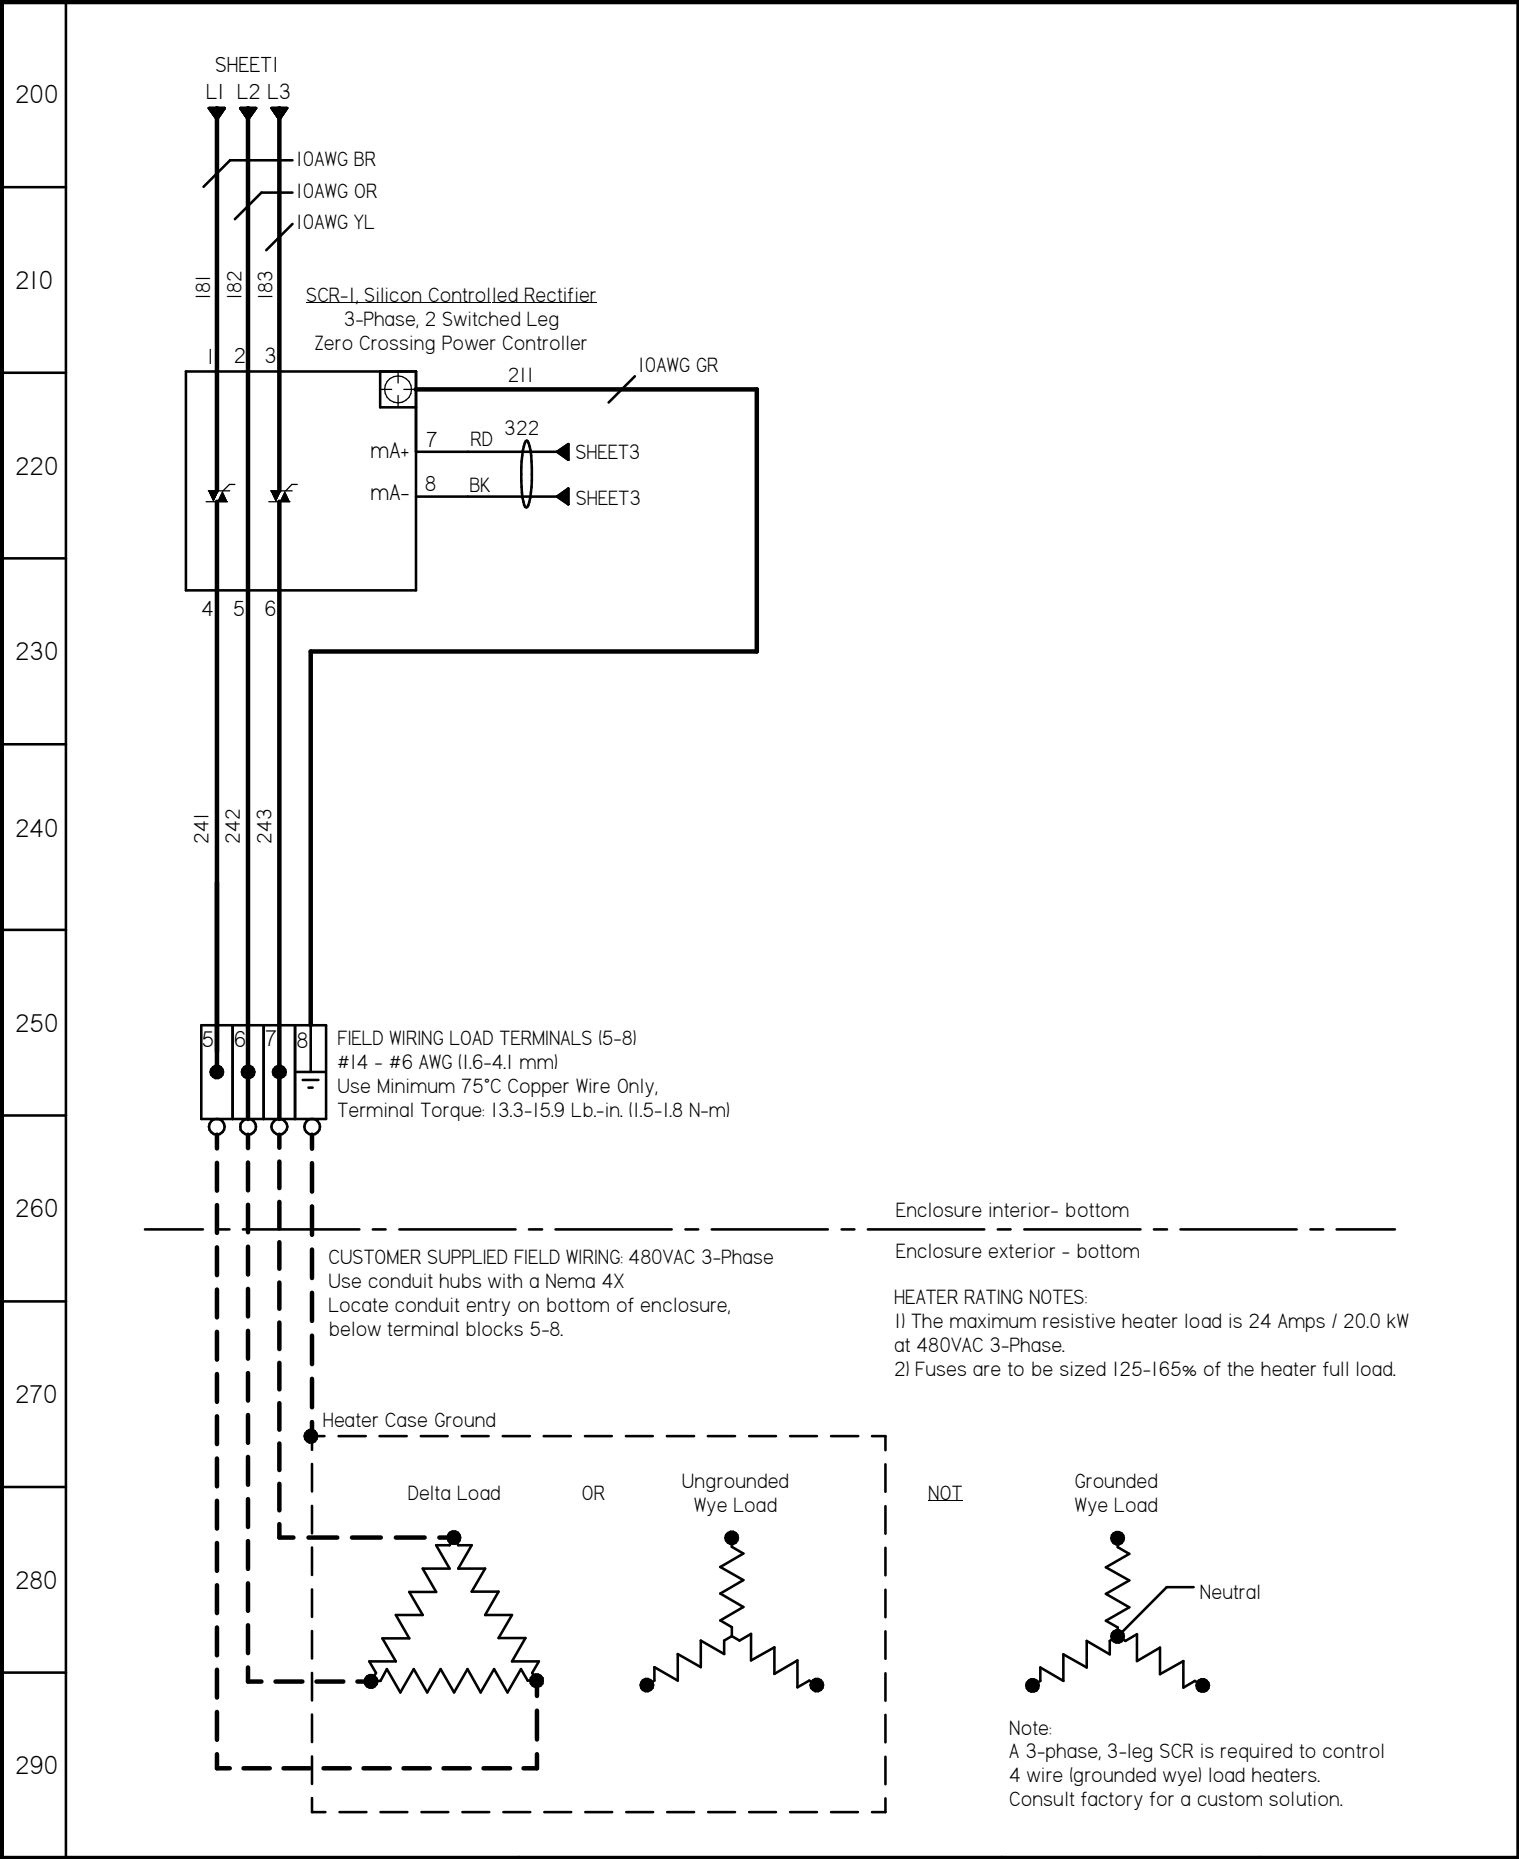 SHEET1
L1 L2 L3
200
10AWG BR
10AWG OR
10AWG YL
210
181
182
183
SCR-1, Silicon Controlled Rectifier
3-Phase, 2 Switched Leg
Zero Crossing Power Controller
1 2 3
211
10AWG GR
322
mA+ 7 RD SHEET3
220
mA- 8 BK SHEET3
4 5 6
230
240
241
242
243
250
5 6 7 8
FIELD WIRING LOAD TERMINALS (5-8)
#14 - #6 AWG (1.6-4.1 mm)
Use Minimum 75°C Copper Wire Only,
Terminal Torque: 13.3-15.9 Lb.-in. (1.5-1.8 N-m)
260
Enclosure interior- bottom
Enclosure exterior - bottom
CUSTOMER SUPPLIED FIELD WIRING: 480VAC 3-Phase
Use conduit hubs with a Nema 4X
Locate conduit entry on bottom of enclosure,
below terminal blocks 5-8.
HEATER RATING NOTES:
1) The maximum resistive heater load is 24 Amps / 20.0 kW
at 480VAC 3-Phase.
2) Fuses are to be sized 125-165% of the heater full load.
270
Heater Case Ground
Delta Load
OR
Ungrounded
Wye Load
NOT
Grounded
Wye Load
280
Neutral
290
Note:
A 3-phase, 3-leg SCR is required to control
4 wire (grounded wye) load heaters.
Consult factory for a custom solution.